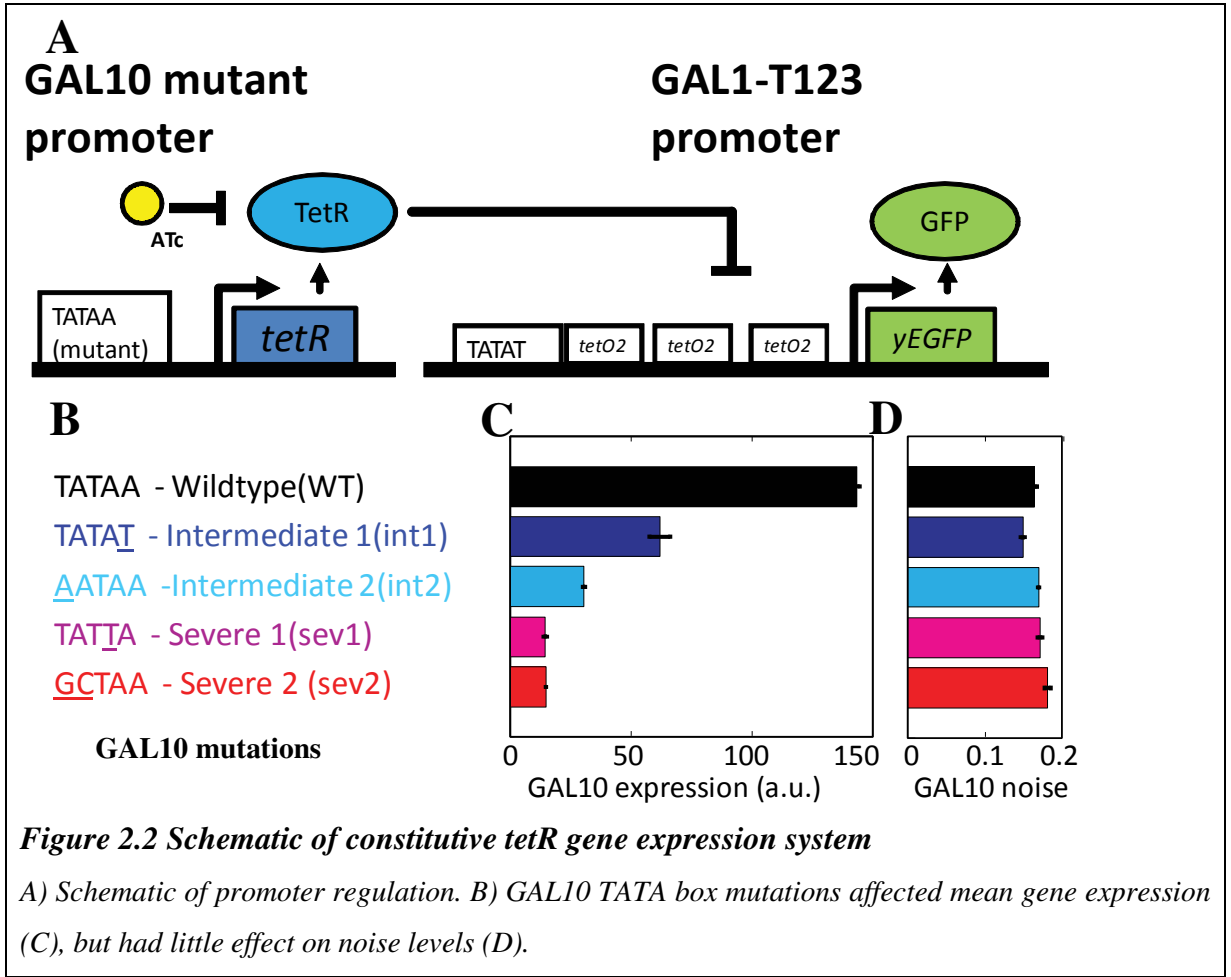 A
GAL10 mutant
promoter
GAL1-T123
promoter
ATc
TetR
GFP
TATAA
(mutant)
tetR
TATAT
tetO2
tetO2
tetO2
yEGFP
B
TATAA - Wildtype(WT)
TATAT - Intermediate 1(int1)
AATAA -Intermediate 2(int2)
TATTA - Severe 1(sev1)
GCTAA - Severe 2 (sev2)
GAL10 mutations
C
0 50 100 150
GAL10 expression (a.u.)
D
0 0.1 0.2
GAL10 noise
Figure 2.2 Schematic of constitutive tetR gene expression system
A) Schematic of promoter regulation. B) GAL10 TATA box mutations affected mean gene expression
(C), but had little effect on noise levels (D).